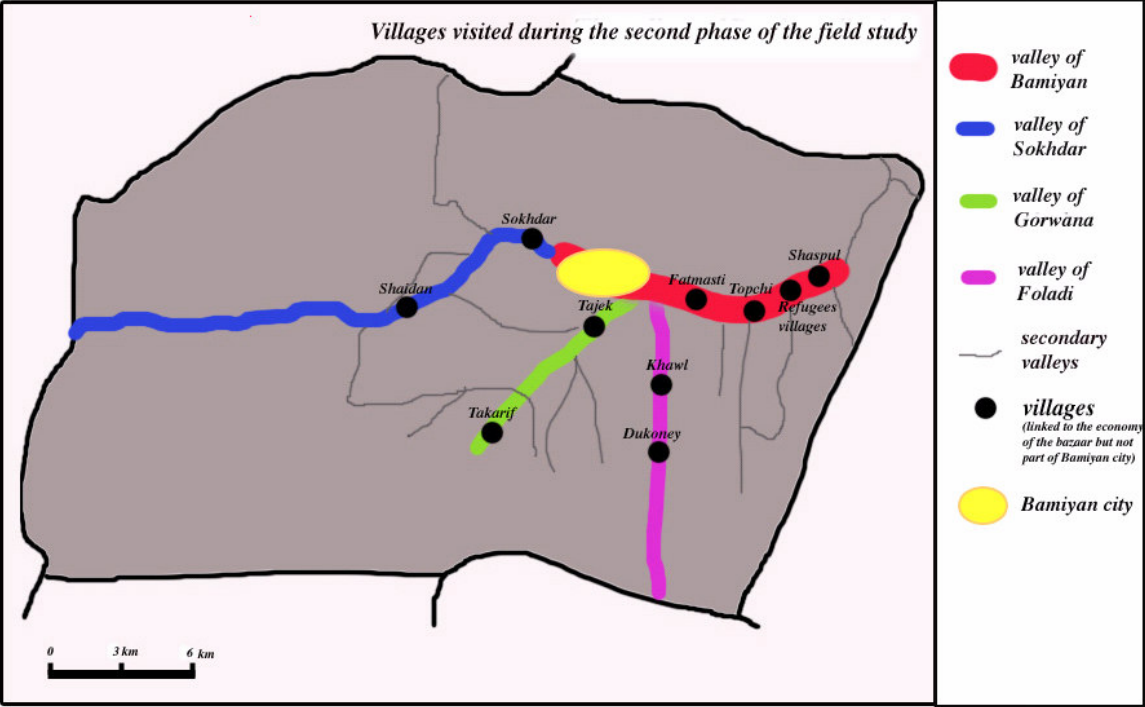 Villages visited during the second phase of the field study
Sokhdar
Shaidan
Tajek
Takarif
Fatmasti
Topchi
Shaspul
Refugees
villages
Khawl
Dukoney
0 3 km 6 km
valley of
Bamiyan
valley of
Sokhdar
valley of
Gorwana
valley of
Foladi
secondary
valleys
villages
(linked to the economy
of the bazaar but not
part of Bamiyan city)
Bamiyan city